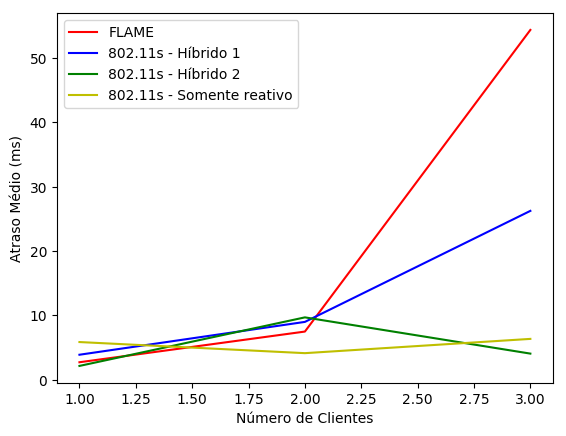 FLAME
802.11s - Híbrido 1
802.11s - Híbrido 2
802.11s - Somente reativo
Atraso Médio (ms)
50
40
30
20
10
0
1.00 1.25 1.50 1.75 2.00 2.25 2.50 2.75 3.00
Número de Clientes